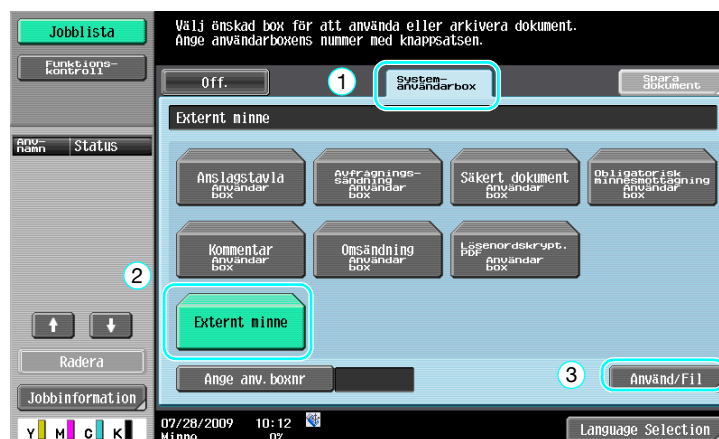 Jobblista
Välj önskad box för att använda eller arkivera dokument.
Ange användarboxens nummer med knappsatsen.
Funktions-
kontroll
Off.
1
System-
användarbox
Spara
dokument
Externt minne
Anv-
namn
Status
Anslagstavla
Användar
box
Avfrågnings-
sändning
Användar
box
Säkert dokument
Användar
box
Obligatorisk
minnesmottagning
Användar
box
Kommentar
Användar
box
Omsändning
Användar
box
Lösenordskrypt.
PDF
Användar
box
2
Externt minne
Radera
Ange anv.boxnr
3
Använd/Fil
Jobbinformation
07/28/2009 10:12
Minne 0%
Y M C K
Language Selection